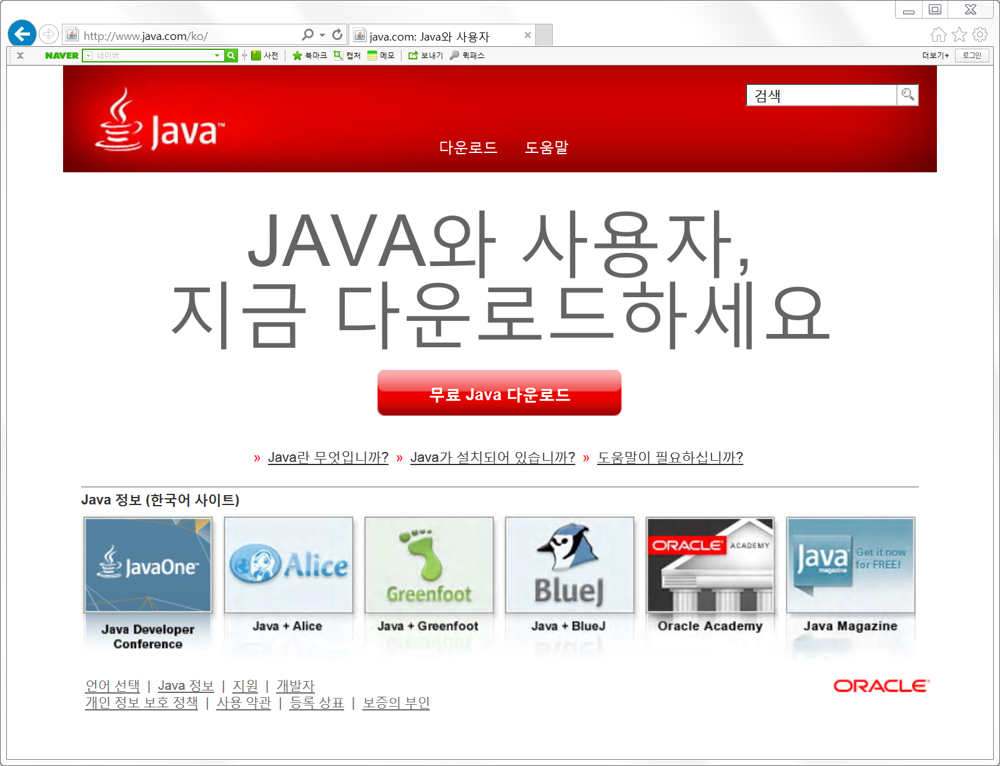 http://www.java.com/ko/
java.com: Java와 사용자
NAVER 네이버 사전 북마크 캡처 메모 보내기 퀵패스 더보기+ 로그인
검색
Java™
다운로드 도움말
JAVA와 사용자,
지금 다운로드하세요
무료 Java 다운로드
» Java란 무엇입니까? » Java가 설치되어 있습니까? » 도움말이 필요하십니까?
Java 정보 (한국어 사이트)
JavaOne™
Alice
Greenfoot
BlueJ
ORACLE ACADEMY
Java magazine Get it now
for FREE!
Java Developer
Conference
Java + Alice
Java + Greenfoot
Java + BlueJ
Oracle Academy
Java Magazine
언어 선택 | Java 정보 | 지원 | 개발자
개인 정보 보호 정책 | 사용 약관 | 등록 상표 | 보증의 부인
ORACLE